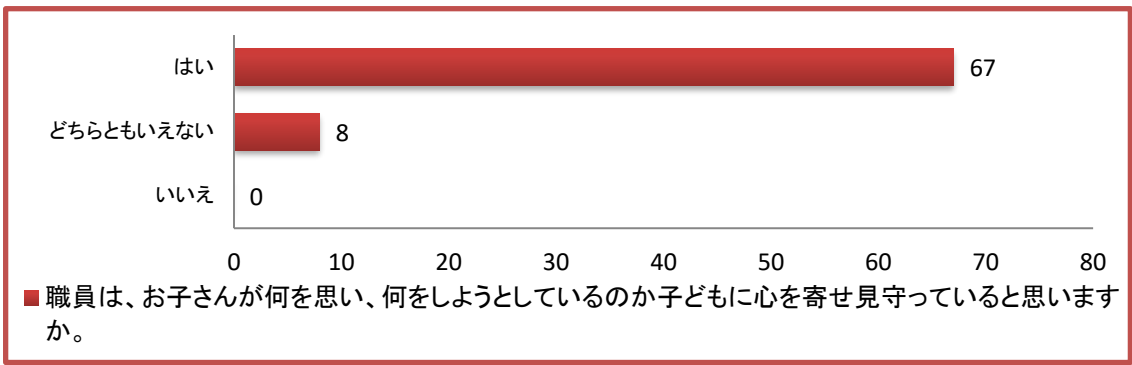 はい
67
どちらともいえない
8
いいえ
0
0 10 20 30 40 50 60 70 80
職員は、お子さんが何を思い、何をしようとしているのか子どもに心を寄せ見守っていると思います
か。